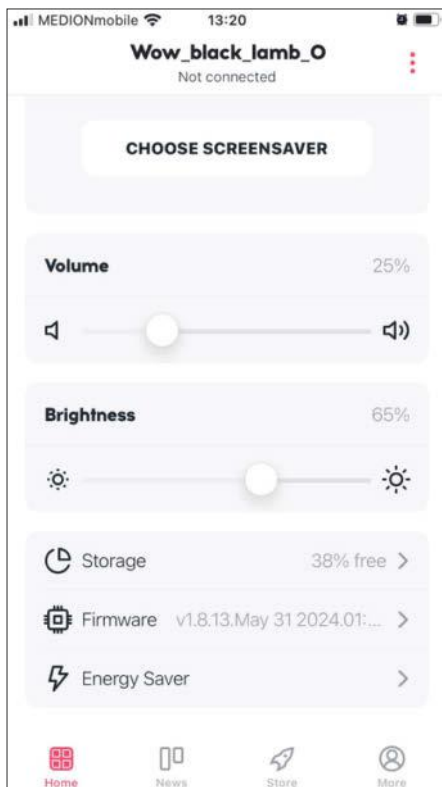 MEDIONmobile 13:20
Wow_black_lamb_O
Not connected
CHOOSE SCREENSAVER
Volume 25%
Brightness 65%
Storage 38% free
Firmware v1.8.13.May 31 2024.01:...
Energy Saver
Home News Store More